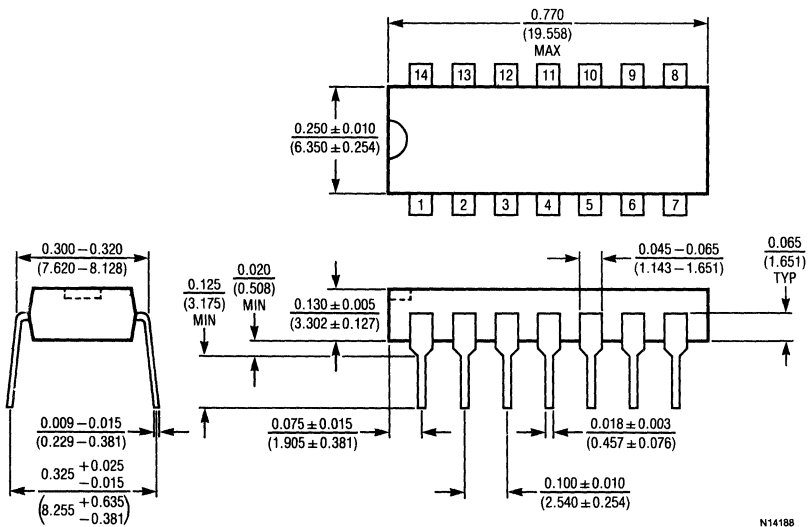 0.770
(19.558)
MAX
14 13 12 11 10 9 8
0.250 ± 0.010
(6.350 ± 0.254)
1 2 3 4 5 6 7
0.300 – 0.320
(7.620 – 8.128)
0.125
(3.175)
MIN
0.020
(0.508)
MIN
0.130 ± 0.005
(3.302 ± 0.127)
0.045 – 0.065
(1.143 – 1.651)
0.065
(1.651)
TYP
0.009 – 0.015
(0.229 – 0.381)
0.075 ± 0.015
(1.905 ± 0.381)
0.018 ± 0.003
(0.457 ± 0.076)
0.325 +0.025
-0.015
(8.255 +0.635
-0.381)
0.100 ± 0.010
(2.540 ± 0.254)
N14188